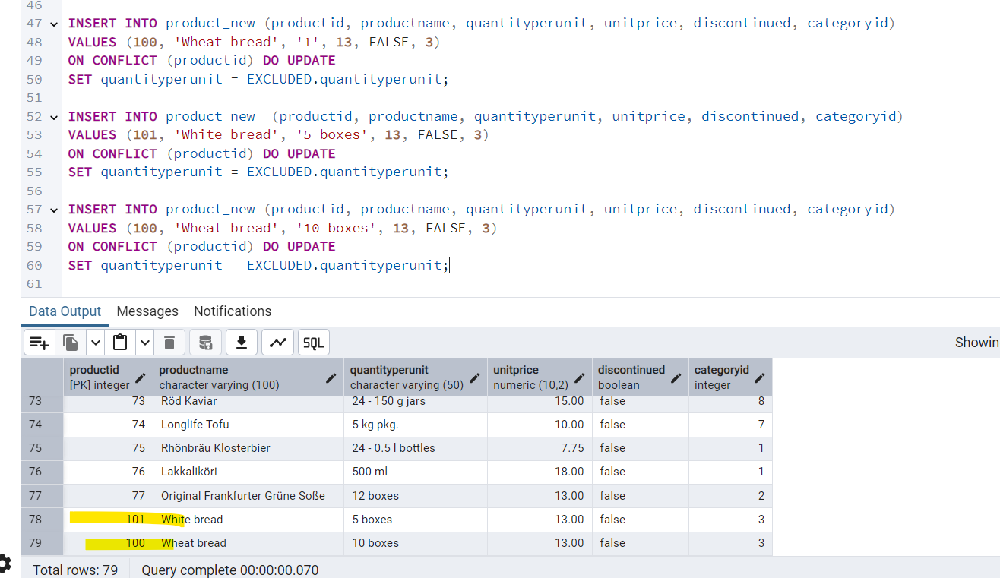 46
47 INSERT INTO product_new (productid, productname, quantityperunit, unitprice, discontinued, categoryid)
48 VALUES (100, 'Wheat bread', '1', 13, FALSE, 3)
49 ON CONFLICT (productid) DO UPDATE
50 SET quantityperunit = EXCLUDED.quantityperunit;
51
52 INSERT INTO product_new  (productid, productname, quantityperunit, unitprice, discontinued, categoryid)
53 VALUES (101, 'White bread', '5 boxes', 13, FALSE, 3)
54 ON CONFLICT (productid) DO UPDATE
55 SET quantityperunit = EXCLUDED.quantityperunit;
56
57 INSERT INTO product_new (productid, productname, quantityperunit, unitprice, discontinued, categoryid)
58 VALUES (100, 'Wheat bread', '10 boxes', 13, FALSE, 3)
59 ON CONFLICT (productid) DO UPDATE
60 SET quantityperunit = EXCLUDED.quantityperunit;
61
Data Output Messages Notifications
SQL Showin
productid productname quantityperunit unitprice discontinued categoryid
[PK] integer character varying (100) character varying (50) numeric (10,2) boolean integer
73 73 Röd Kaviar 24 - 150 g jars 15.00 false 8
74 74 Longlife Tofu 5 kg pkg. 10.00 false 7
75 75 Rhönbräu Klosterbier 24 - 0.5 l bottles 7.75 false 1
76 76 Lakkalikööri 500 ml 18.00 false 1
77 77 Original Frankfurter Grüne Soße 12 boxes 13.00 false 2
78 101 White bread 5 boxes 13.00 false 3
79 100 Wheat bread 10 boxes 13.00 false 3
Total rows: 79 Query complete 00:00:00.070